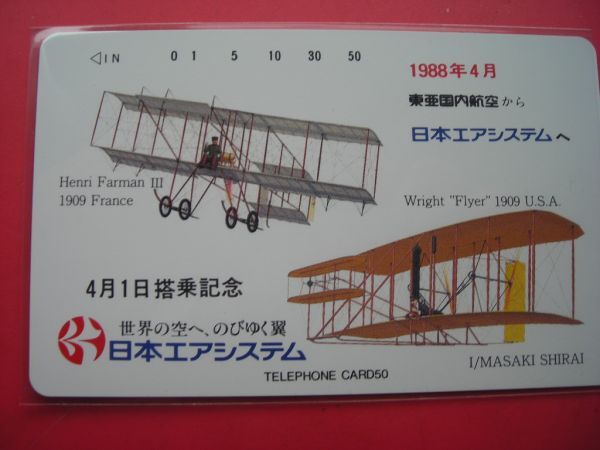 ◁IN 0 1 5 10 30 50
1988年4月
東亜国内航空から
日本エアシステムへ
Henri Farman III
1909 France
Wright "Flyer" 1909 U.S.A.
4月1日搭乗記念
世界の空へ、のびゆく翼
日本エアシステム
I/MASAKI SHIRAI
TELEPHONE CARD50